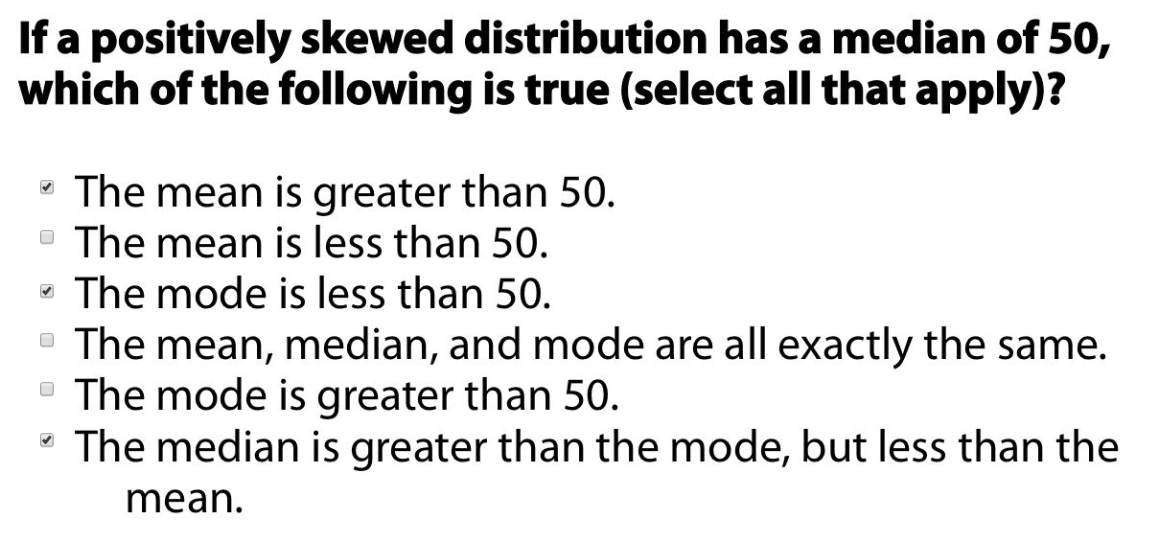 If a positively skewed distribution has a median of 50,
which of the following is true (select all that apply)?
The mean is greater than 50.
The mean is less than 50.
The mode is less than 50.
The mean, median, and mode are all exactly the same.
The mode is greater than 50.
The median is greater than the mode, but less than the
mean.